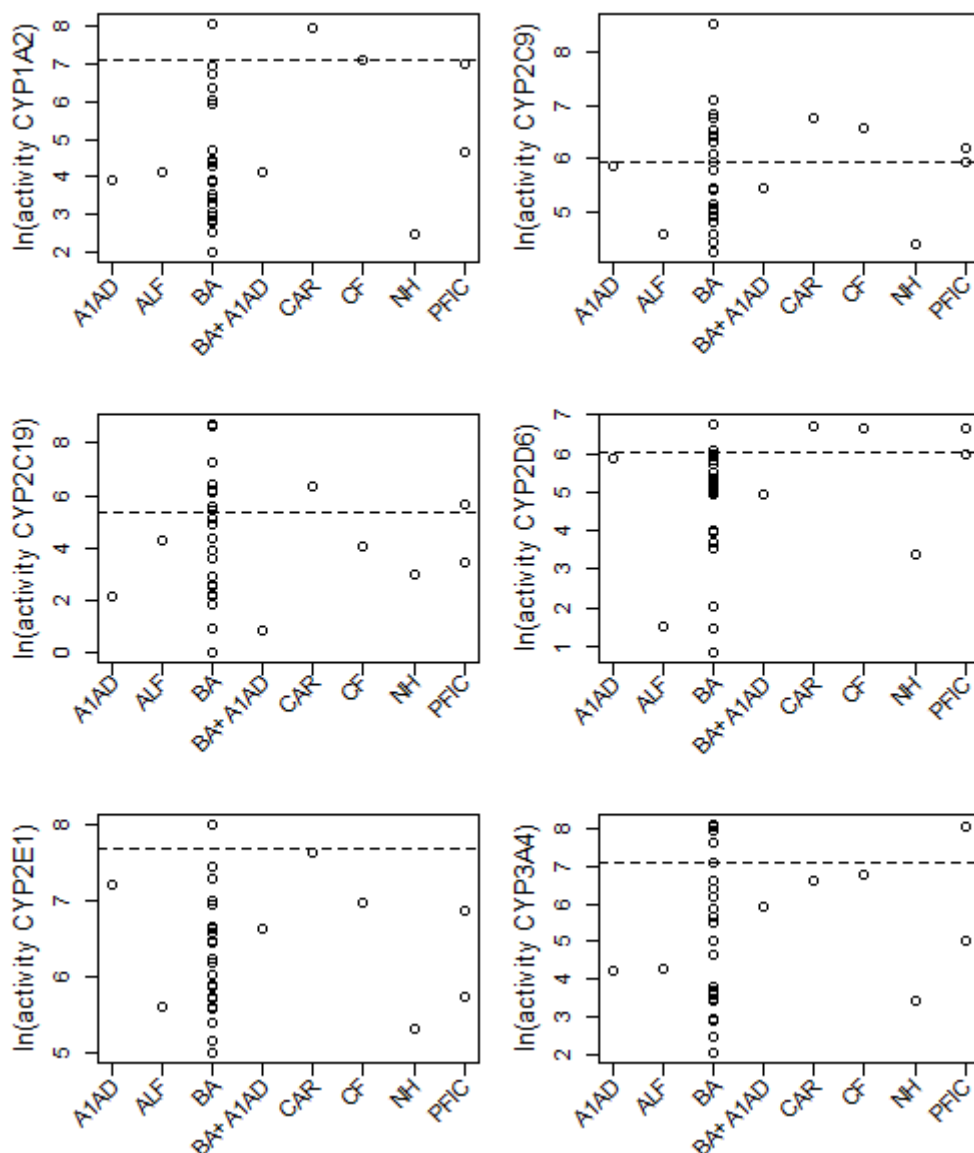 ln(activity CYP1A2)
8
7
6
5
4
3
2
A1AD
ALF
BA
BA+ A1AD
CAR
CF
NH
PFIC
ln(activity CYP2C9)
8
7
6
5
A1AD
ALF
BA
BA+ A1AD
CAR
CF
NH
PFIC
ln(activity CYP2C19)
8
6
4
2
0
A1AD
ALF
BA
BA+ A1AD
CAR
CF
NH
PFIC
ln(activity CYP2D6)
7
6
5
4
3
2
1
A1AD
ALF
BA
BA+ A1AD
CAR
CF
NH
PFIC
ln(activity CYP2E1)
8
7
6
5
A1AD
ALF
BA
BA+ A1AD
CAR
CF
NH
PFIC
ln(activity CYP3A4)
8
7
6
5
4
3
2
A1AD
ALF
BA
BA+ A1AD
CAR
CF
NH
PFIC